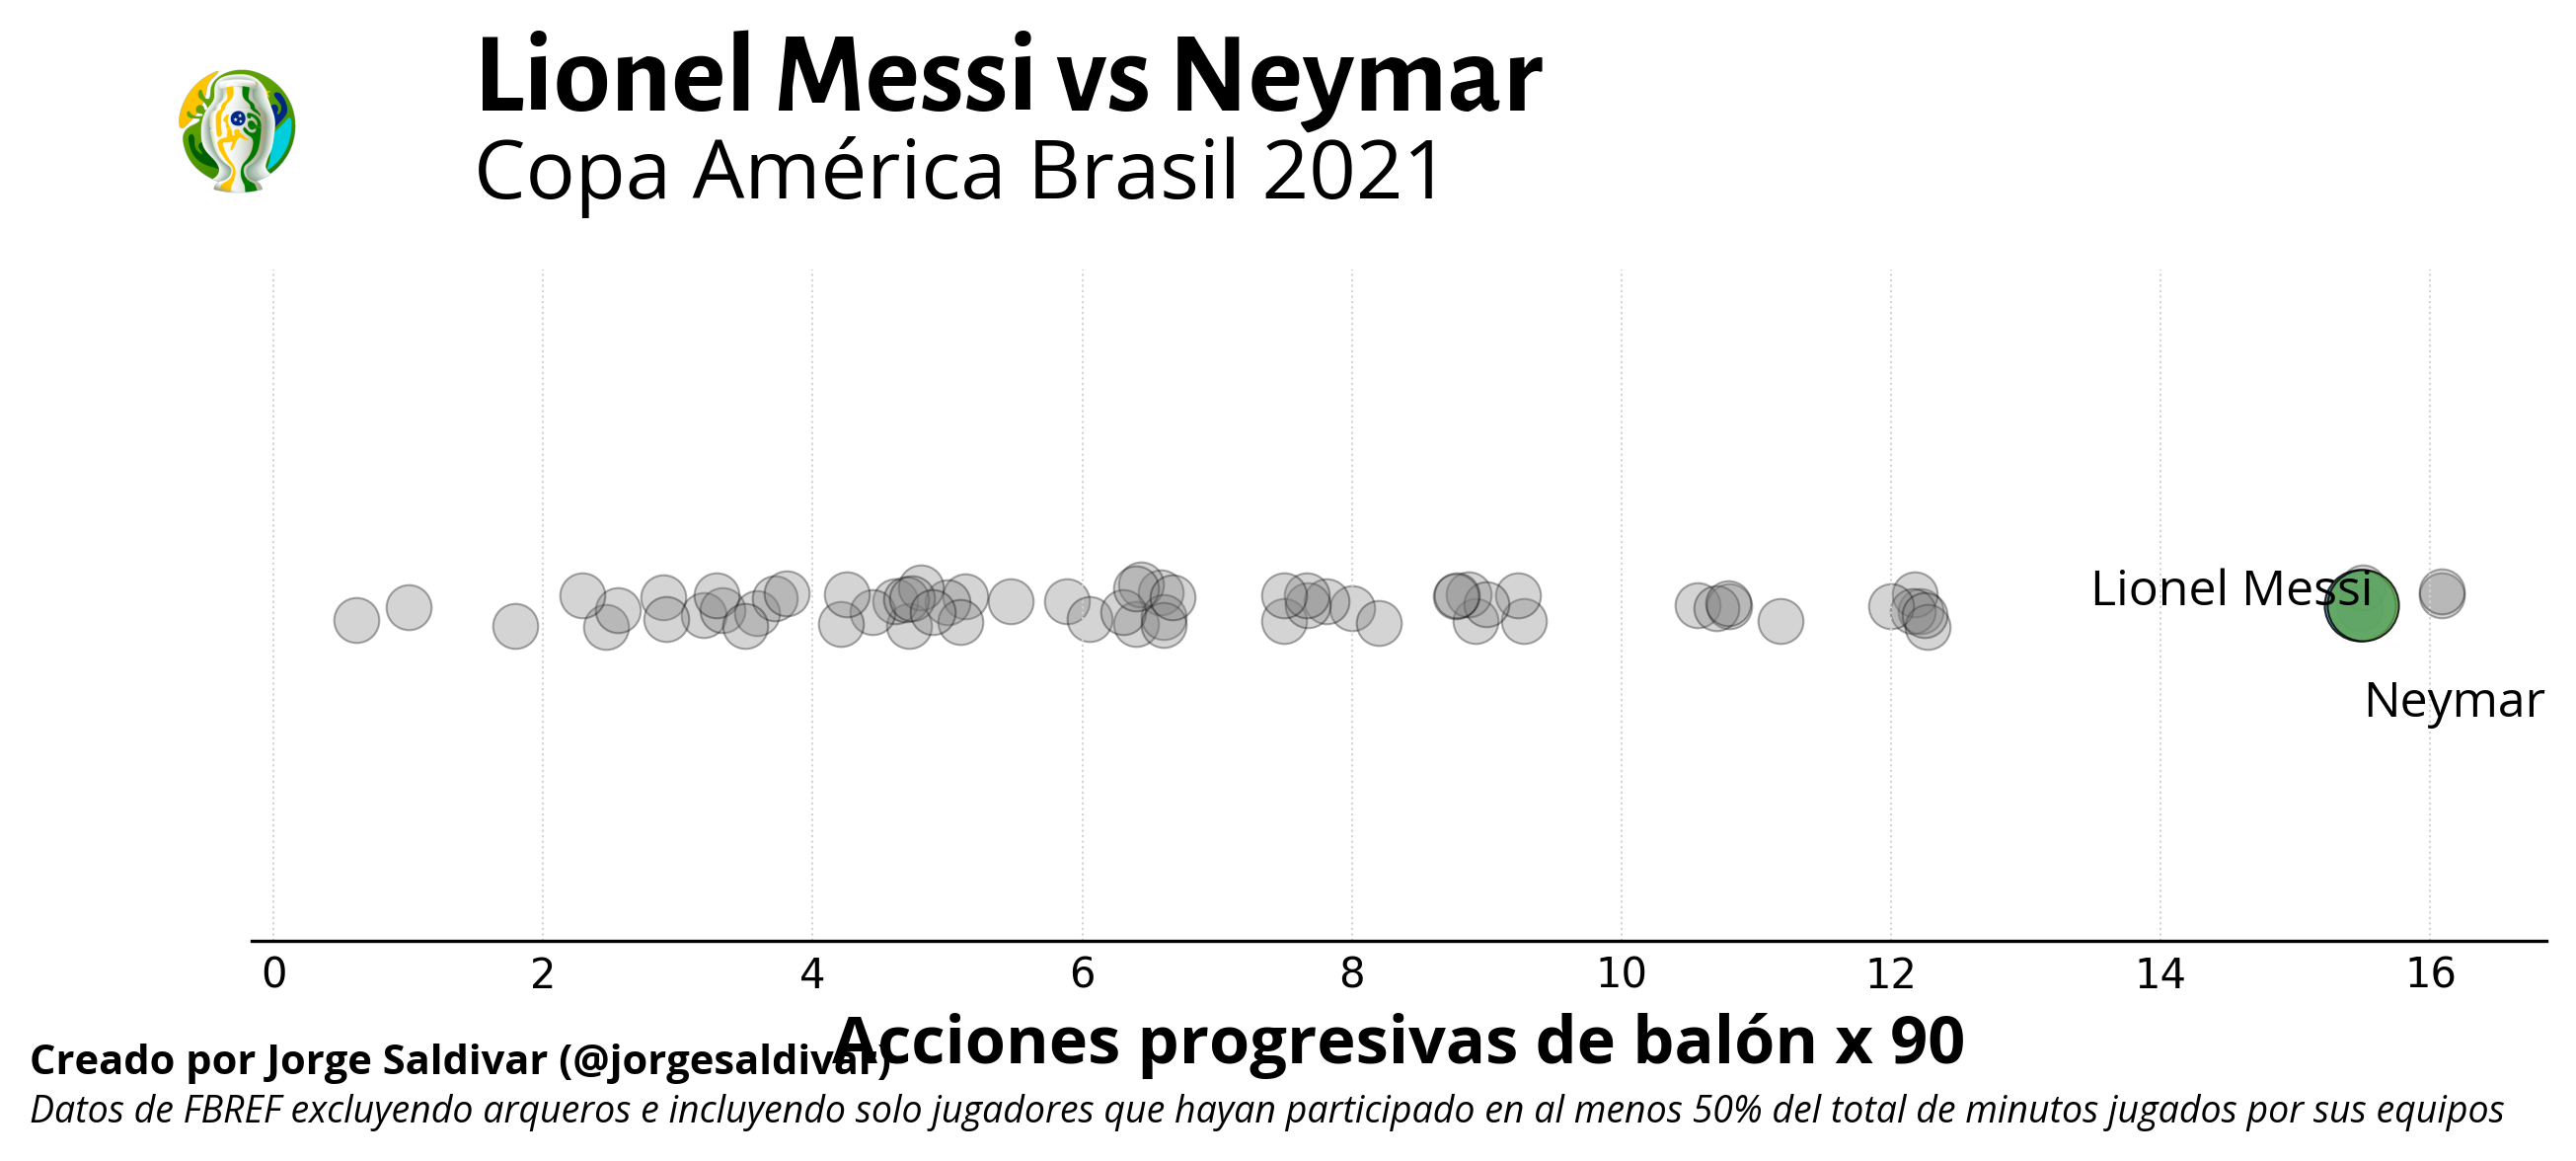 Lionel Messi vs Neymar
Copa América Brasil 2021
Lionel Messi
Neymar
0 2 4 6 8 10 12 14 16
Acciones progresivas de balón x 90
Creado por Jorge Saldivar (@jorgesaldivar)
Datos de FBREF excluyendo arqueros e incluyendo solo jugadores que hayan participado en al menos 50% del total de minutos jugados por sus equipos